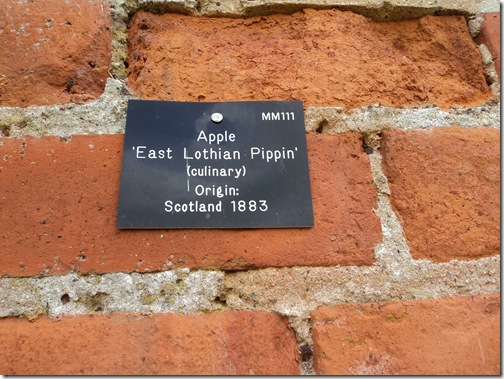 MM111
Apple
'East Lothian Pippin'
(culinary)
Origin:
Scotland 1883